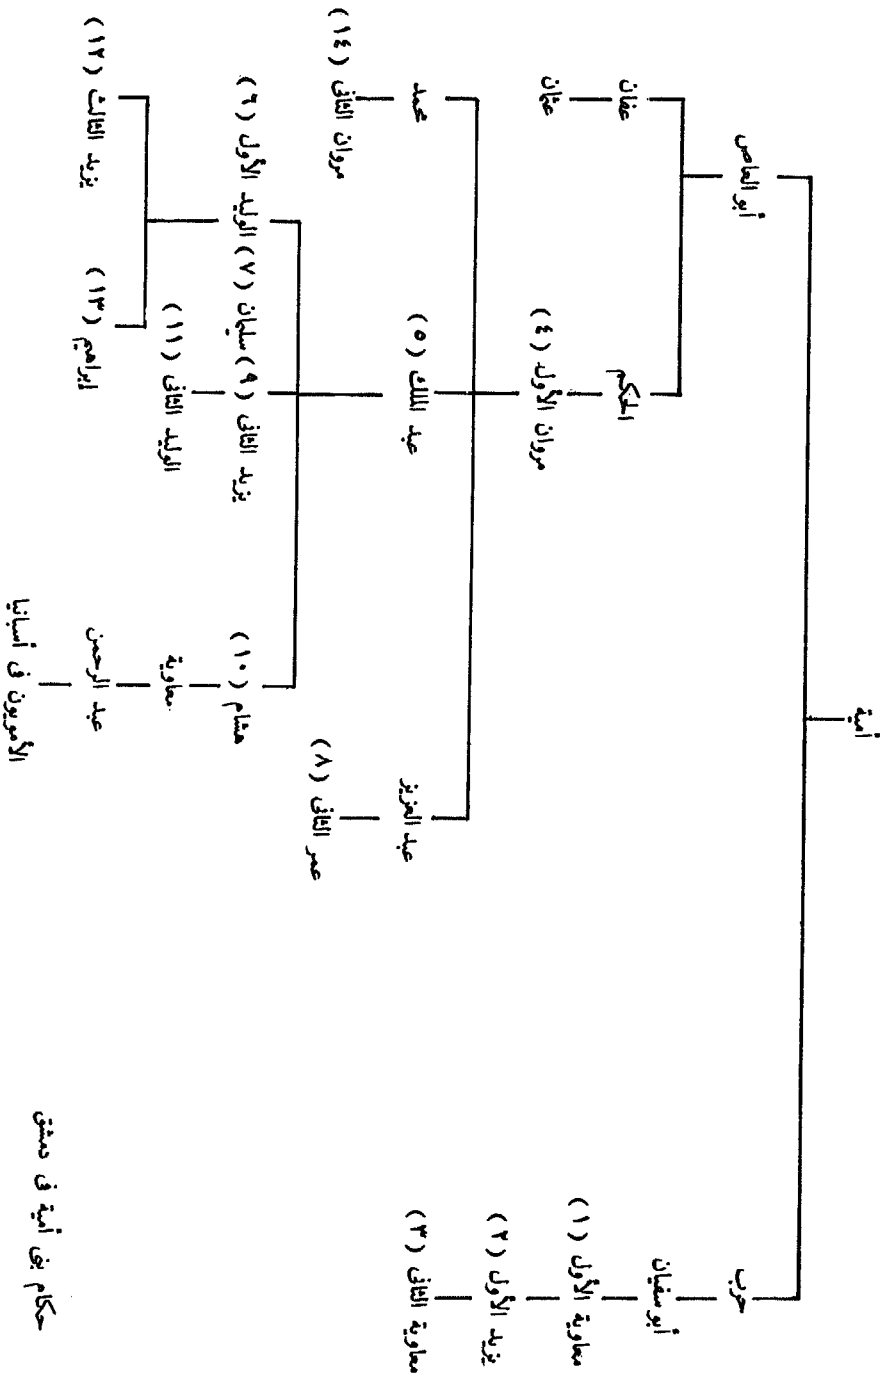 أمية
حرب
أبو العاص
أبو سفيان
الحكم
عفان
معاوية الأول (١)
مروان الأول (٤)
عثمان
يزيد الأول (٢)
معاوية الثانى (٣)
عبد العزيز
عبد الملك (٥)
محمد
عمر الثانى (٨)
مروان الثانى (١٤)
هشام (١٠)
يزيد الثانى (٩) سليمان (٧) الوليد الأول (٦)
معاوية
الوليد الثانى (١١)
عبد الرحمن
إبراهيم (١٣)
يزيد الثالث (١٢)
الأمويون فى أسبانيا
حكام بنى أمية فى دمشق